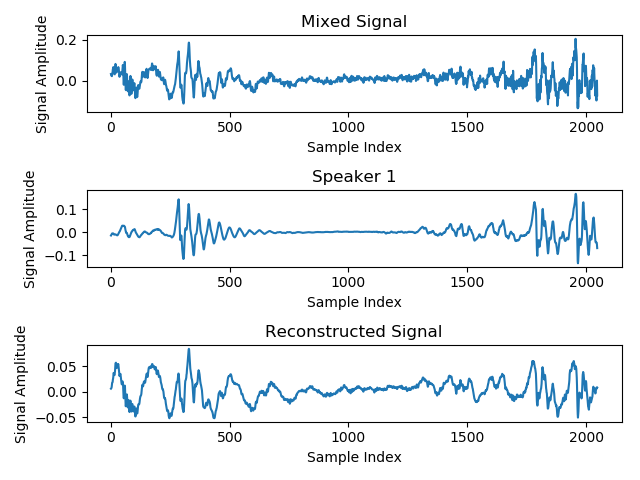 Mixed Signal
Signal Amplitude
0.2
0.0
0 500 1000 1500 2000
Sample Index
Speaker 1
Signal Amplitude
0.1
0.0
−0.1
0 500 1000 1500 2000
Sample Index
Reconstructed Signal
Signal Amplitude
0.05
0.00
−0.05
0 500 1000 1500 2000
Sample Index